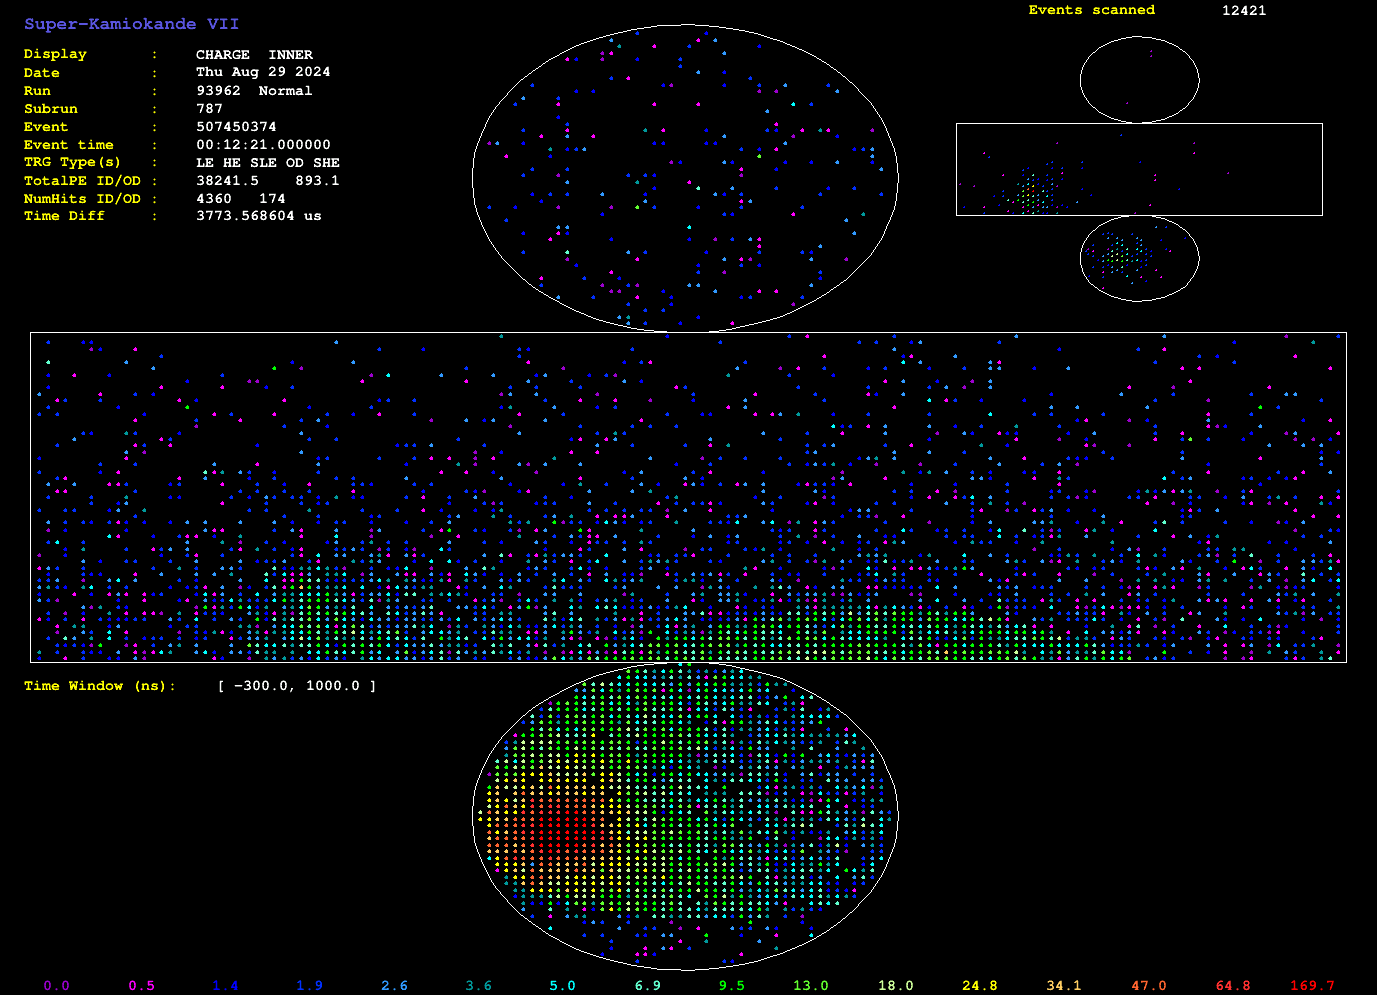 Super-Kamiokande VII
Events scanned 12421
Display : CHARGE INNER
Date : Thu Aug 29 2024
Run : 93962 Normal
Subrun : 787
Event : 507450374
Event time : 00:12:21.000000
TRG Type(s) : LE HE SLE OD SHE
TotalPE ID/OD : 38241.5 893.1
NumHits ID/OD : 4360 174
Time Diff : 3773.568604 us
Time Window (ns): [ -300.0, 1000.0 ]
0.0 0.5 1.4 1.9 2.6 3.6 5.0 6.9 9.5 13.0 18.0 24.8 34.1 47.0 64.8 169.7